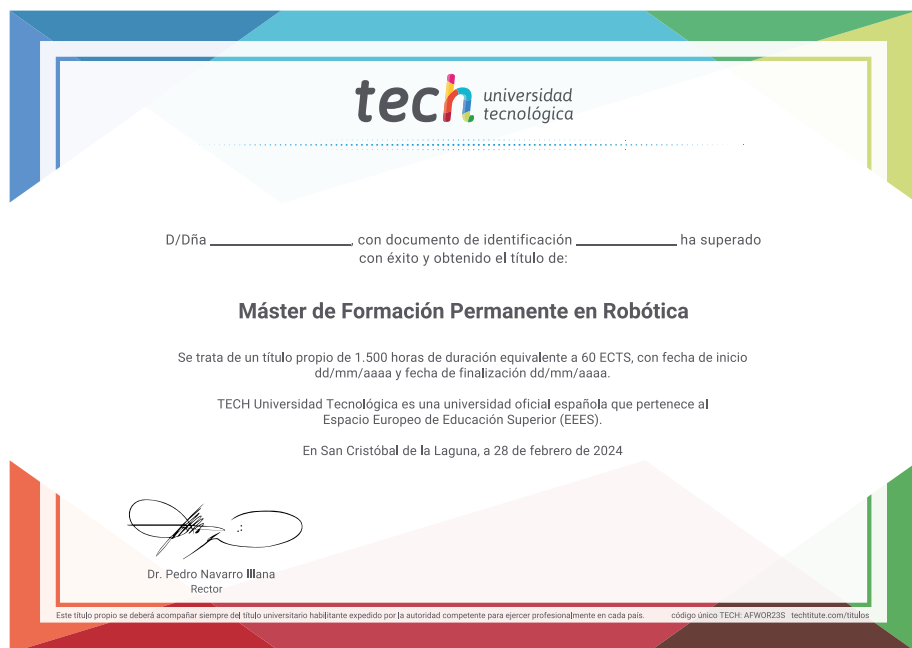 tech universidad
tecnológica
D/Dña ______________, con documento de identificación __________ ha superado
con éxito y obtenido el título de:
Máster de Formación Permanente en Robótica
Se trata de un título propio de 1.500 horas de duración equivalente a 60 ECTS, con fecha de inicio
dd/mm/aaaa y fecha de finalización dd/mm/aaaa.
TECH Universidad Tecnológica es una universidad oficial española que pertenece al
Espacio Europeo de Educación Superior (EEES).
En San Cristóbal de la Laguna, a 28 de febrero de 2024
Dr. Pedro Navarro Illana
Rector
Este título propio se deberá acompañar siempre del título universitario habilitante expedido por la autoridad competente para ejercer profesionalmente en cada país. código único TECH: AFWOR23S techtitute.com/titulos